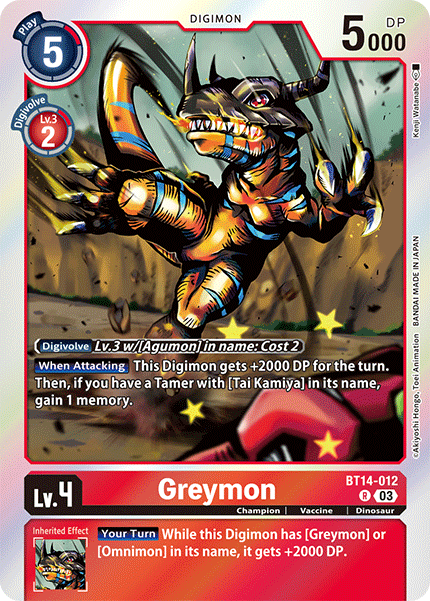 DIGIMON
Play
5
DP
5000
Digivolve
Lv.3
2
Kenji Watanabe
©Akiyoshi Hongo, Toei Animation BANDAI MADE IN JAPAN
Digivolve Lv.3 w/[Agumon] in name: Cost 2
When Attacking This Digimon gets +2000 DP for the turn.
Then, if you have a Tamer with [Tai Kamiya] in its name,
gain 1 memory.
Lv.4
Greymon
BT14-012
R 03
Champion | Vaccine | Dinosaur
Inherited Effect
Your Turn While this Digimon has [Greymon] or
[Omnimon] in its name, it gets +2000 DP.